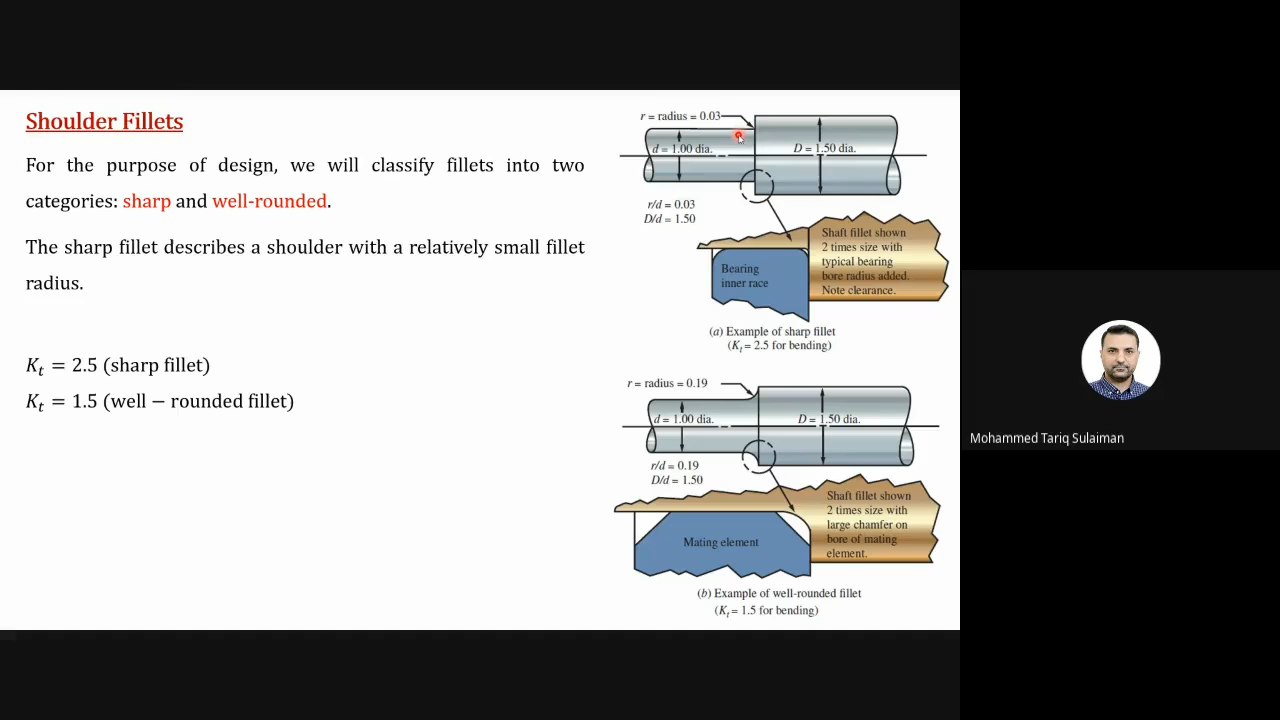 Shoulder Fillets
For the purpose of design, we will classify fillets into two
categories: sharp and well-rounded.
The sharp fillet describes a shoulder with a relatively small fillet
radius.
K_t = 2.5 (sharp fillet)
K_t = 1.5 (well − rounded fillet)
r = radius = 0.03
d = 1.00 dia.
D = 1.50 dia.
r/d = 0.03
D/d = 1.50
Shaft fillet shown
2 times size with
typical bearing
bore radius added.
Note clearance.
Bearing
inner race
(a) Example of sharp fillet
(K_t = 2.5 for bending)
r = radius = 0.19
d = 1.00 dia.
D = 1.50 dia.
r/d = 0.19
D/d = 1.50
Shaft fillet shown
2 times size with
large chamfer on
bore of mating
element.
Mating element
(b) Example of well-rounded fillet
(K_t = 1.5 for bending)
Mohammed Tariq Sulaiman